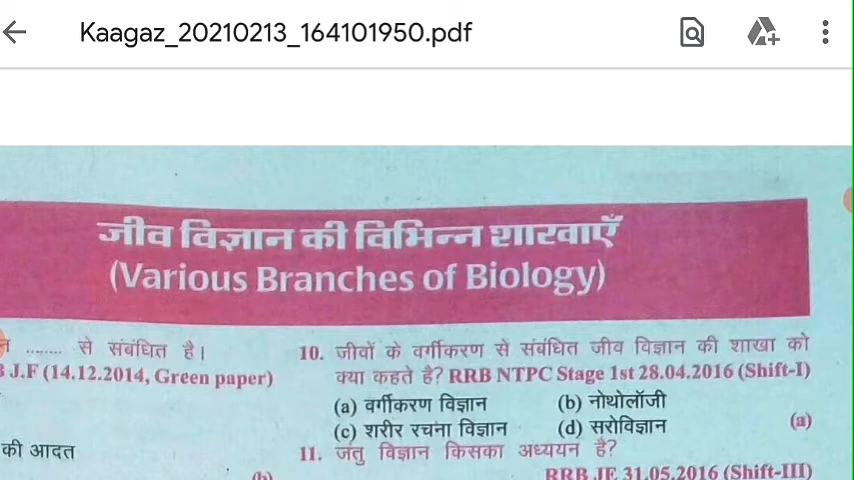 Kaagaz_20210213_164101950.pdf
जीव विज्ञान की विभिन्न शाखाएँ
(Various Branches of Biology)
........ से संबंधित है।
J.F (14.12.2014, Green paper)
की आदत
(b)
10. जीवों के वर्गीकरण से संबंधित जीव विज्ञान की शाखा को
क्या कहते है? RRB NTPC Stage 1st 28.04.2016 (Shift-I)
(a) वर्गीकरण विज्ञान (b) नोथोलॉजी
(c) शरीर रचना विज्ञान (d) सरोविज्ञान (a)
11. जंतु विज्ञान किसका अध्ययन है?
RRB JE 31.05.2016 (Shift-III)